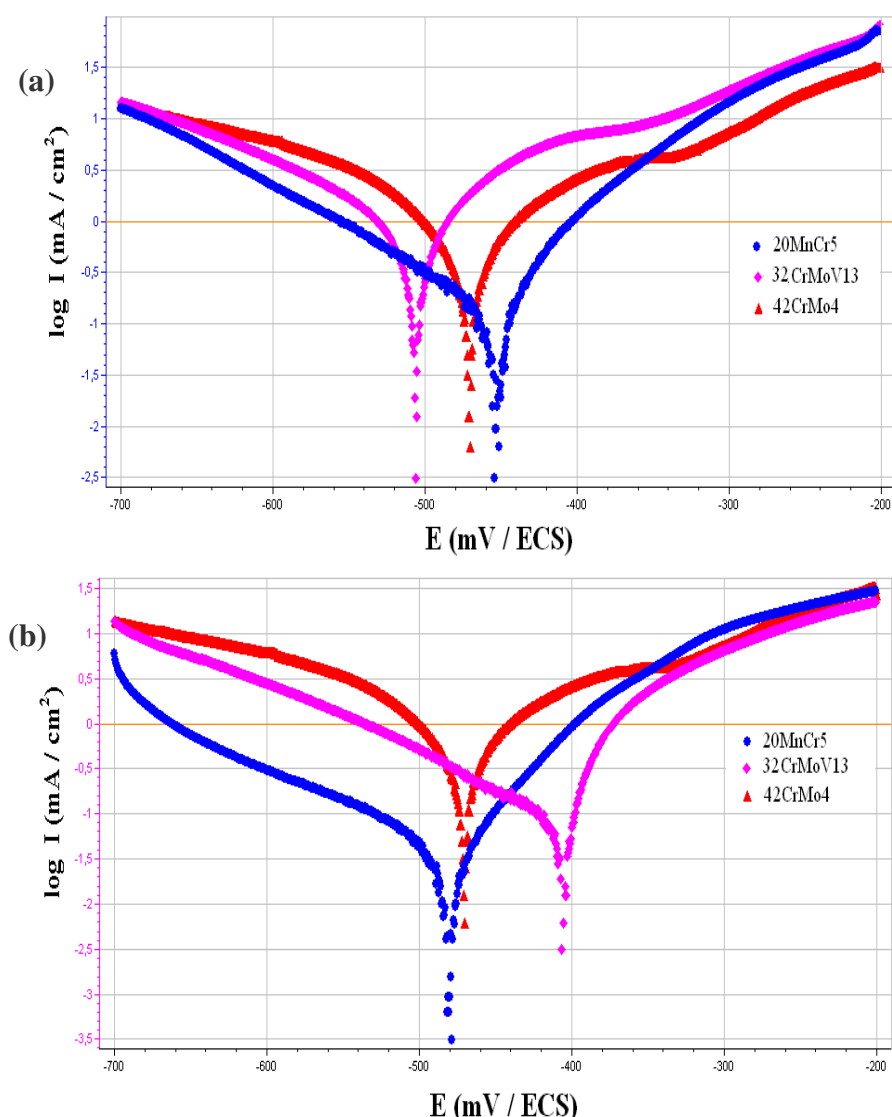 (a)
log I (mA / cm²)
1,5
1
0,5
0
-0,5
-1
-1,5
-2
-2,5
20MnCr5
32CrMoV13
42CrMo4
-700 -600 -500 -400 -300 -200
E (mV / ECS)
(b)
log I (mA / cm²)
1,5
1
0,5
0
-0,5
-1
-1,5
-2
-2,5
-3
-3,5
20MnCr5
32CrMoV13
42CrMo4
-700 -600 -500 -400 -300 -200
E (mV / ECS)